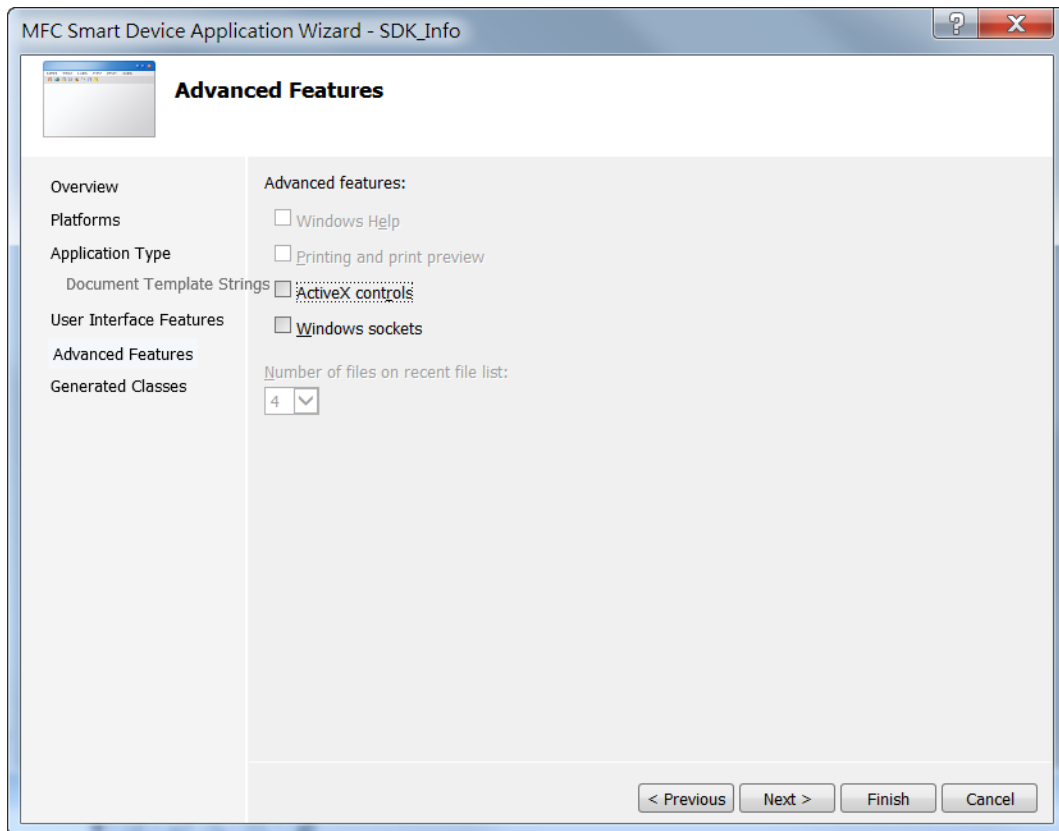 MFC Smart Device Application Wizard - SDK_Info
Advanced Features
Overview
Platforms
Application Type
Document Template Strings
User Interface Features
Advanced Features
Generated Classes
Advanced features:
Windows Help
Printing and print preview
ActiveX controls
Windows sockets
Number of files on recent file list:
4
< Previous
Next >
Finish
Cancel